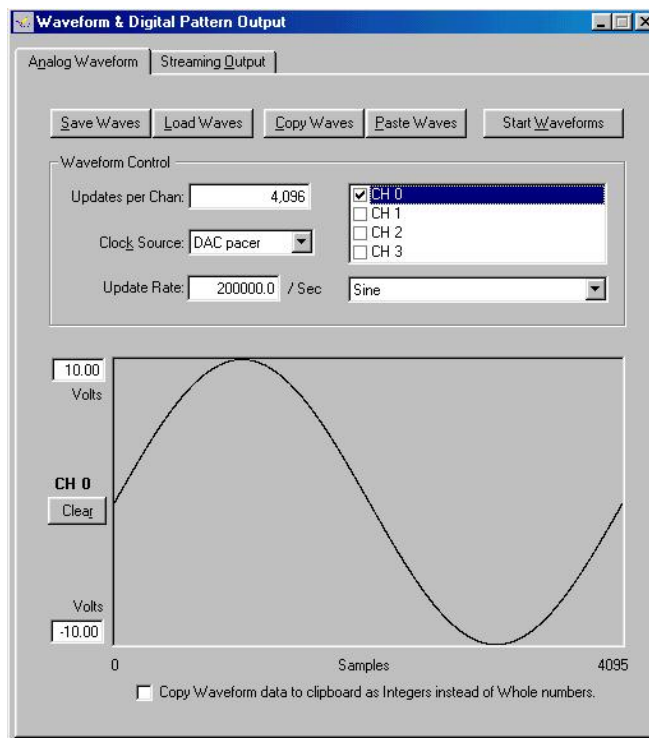 Waveform & Digital Pattern Output
Analog Waveform Streaming Output
Save Waves Load Waves Copy Waves Paste Waves Start Waveforms
Waveform Control
Updates per Chan: 4,096
CH 0
CH 1
CH 2
CH 3
Clock Source: DAC pacer
Update Rate: 200000.0 / Sec
Sine
10.00
Volts
CH 0
Clear
Volts
-10.00
0 Samples 4095
Copy Waveform data to clipboard as Integers instead of Whole numbers.